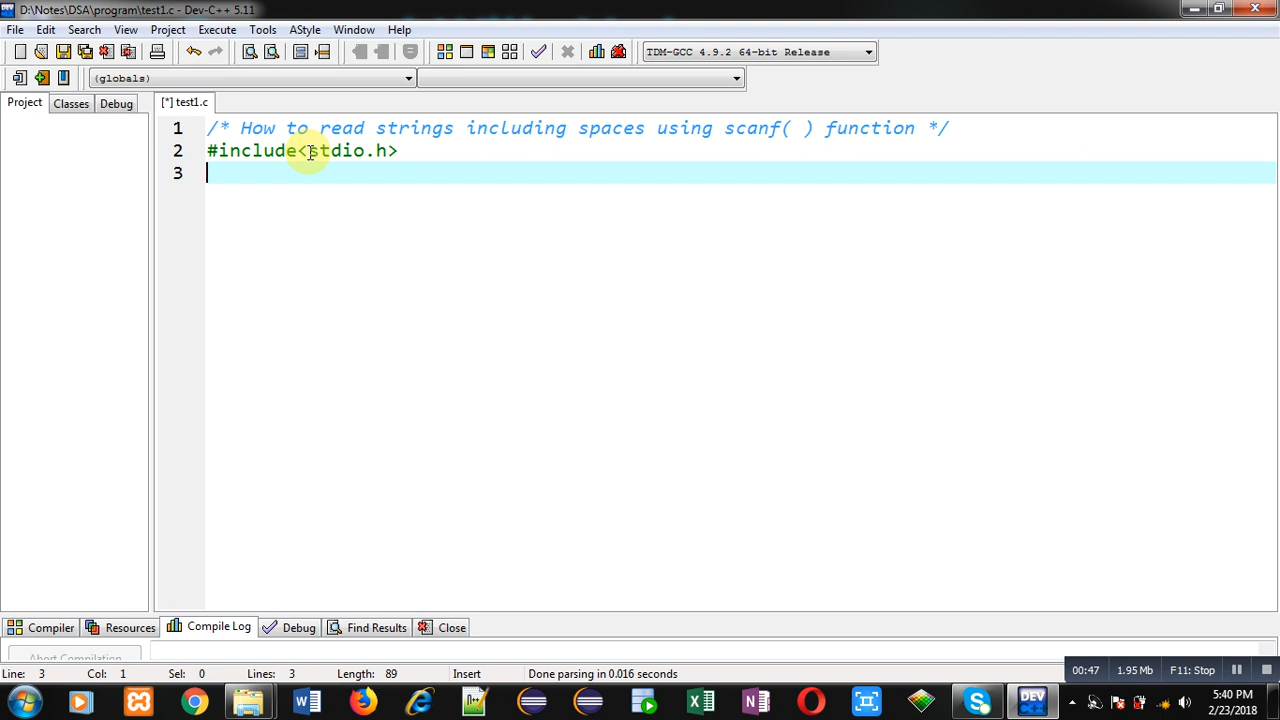 D:\Notes\DSA\program\test1.c - Dev-C++ 5.11
File Edit Search View Project Execute Tools AStyle Window Help
TDM-GCC 4.9.2 64-bit Release
(globals)
Project Classes Debug [*] test1.c
1 /* How to read strings including spaces using scanf( ) function */
2 #include<stdio.h>
3
Compiler Resources Compile Log Debug Find Results Close
Abort Compilation
Line: 3 Col: 1 Sel: 0 Lines: 3 Length: 89 Insert Done parsing in 0.016 seconds
00:47 1.95 Mb F11: Stop
5:40 PM
2/23/2018